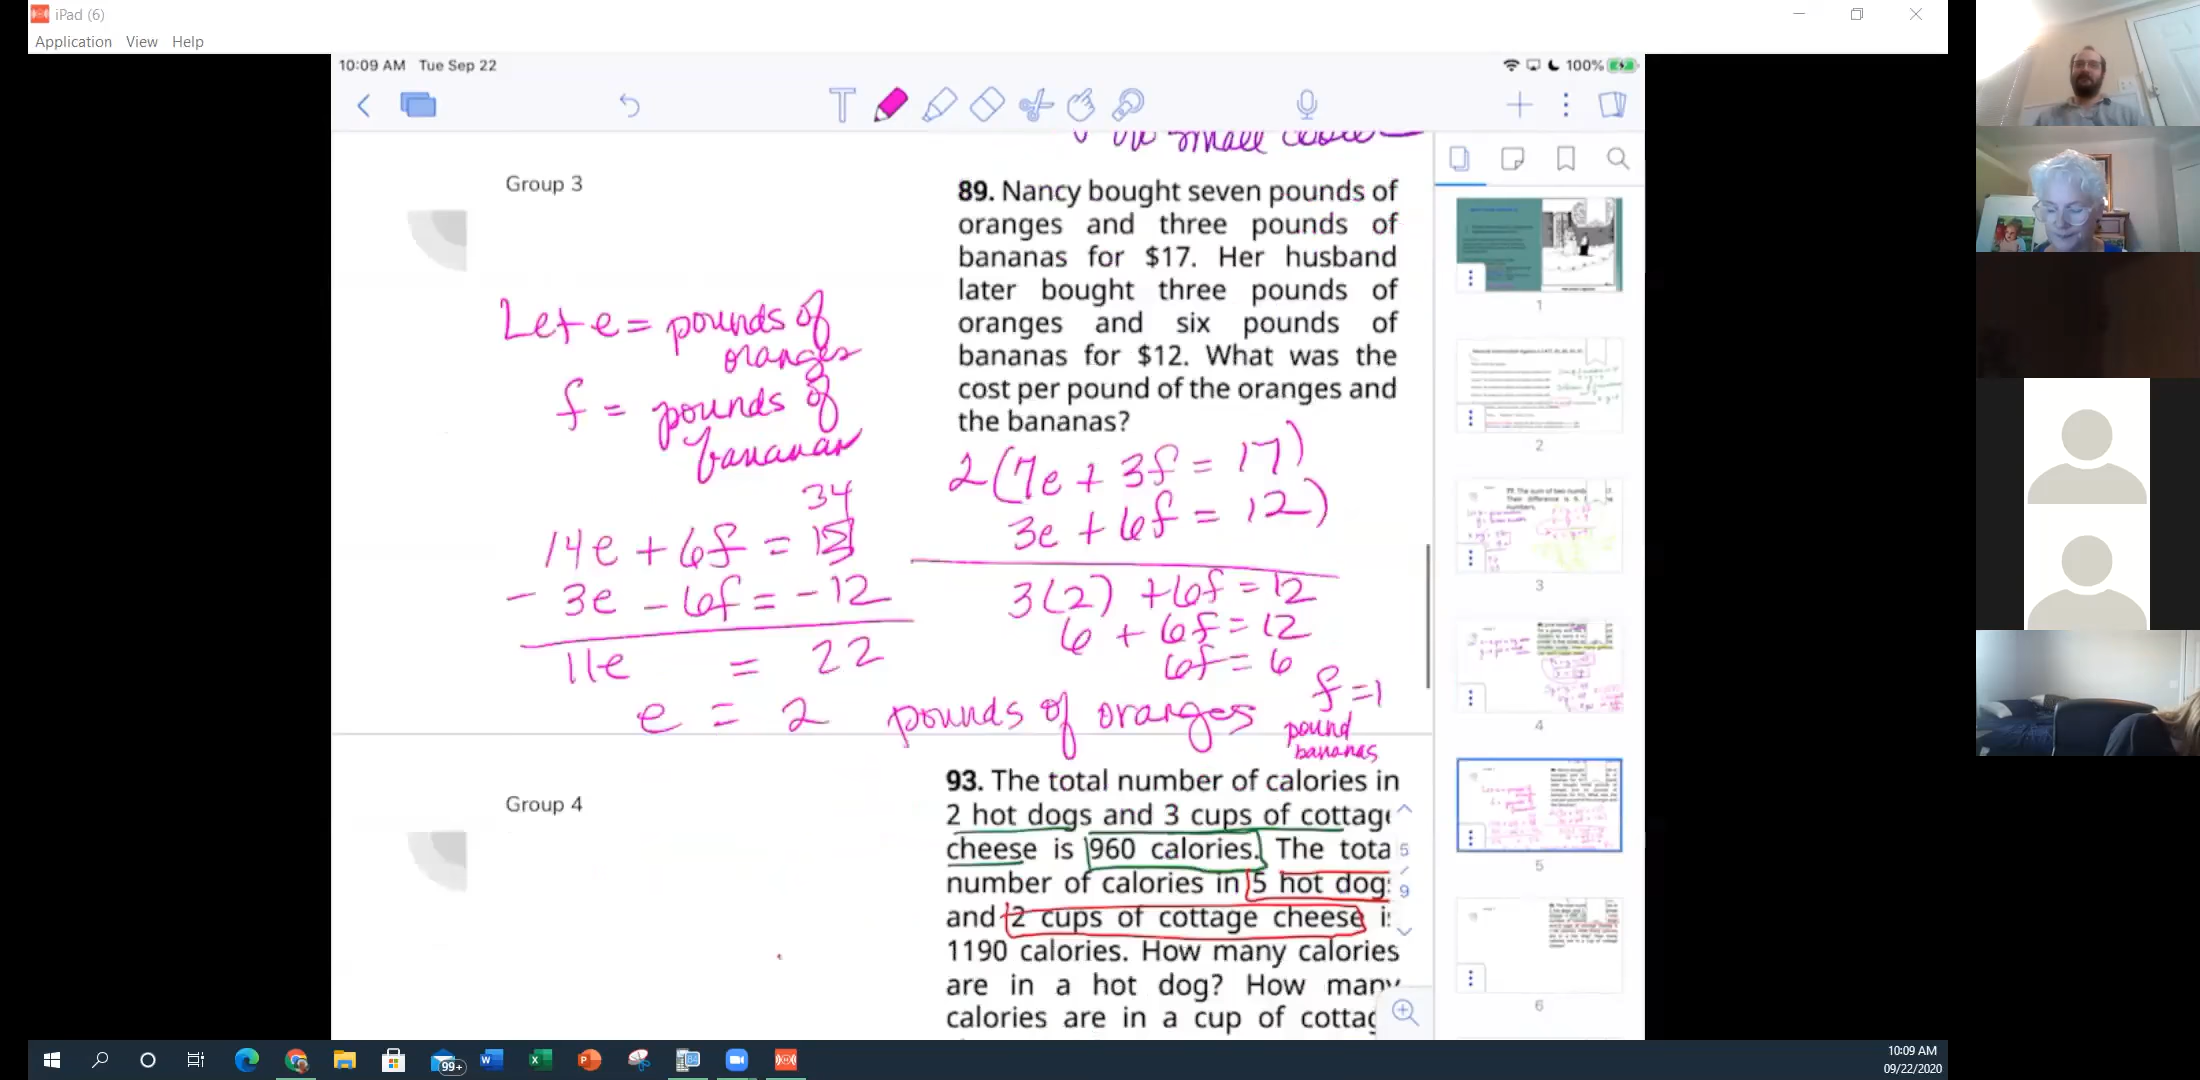 iPad (6)
Application View Help
10:09 AM Tue Sep 22
100%
the small
Group 3
89. Nancy bought seven pounds of
oranges and three pounds of
bananas for $17. Her husband
later bought three pounds of
oranges and six pounds of
bananas for $12. What was the
cost per pound of the oranges and
the bananas?
Let e = pounds of
oranges
f = pounds of
bananas
34
14e + 6f =
- 3e - 6f = -12
11e = 22
e = 2 pounds of oranges
2(7e + 3f = 17)
3e + 6f = 12)
3(2) + 6f = 12
6 + 6f = 12
6f = 6
f = 1
pound
bananas
Group 4
93. The total number of calories in
2 hot dogs and 3 cups of cottage
cheese is 960 calories. The tota
number of calories in 5 hot dog
and 2 cups of cottage cheese i
1190 calories. How many calories
are in a hot dog? How many
calories are in a cup of cottag
5
/
9
1
2
3
4
5
6
99+
10:09 AM
09/22/2020